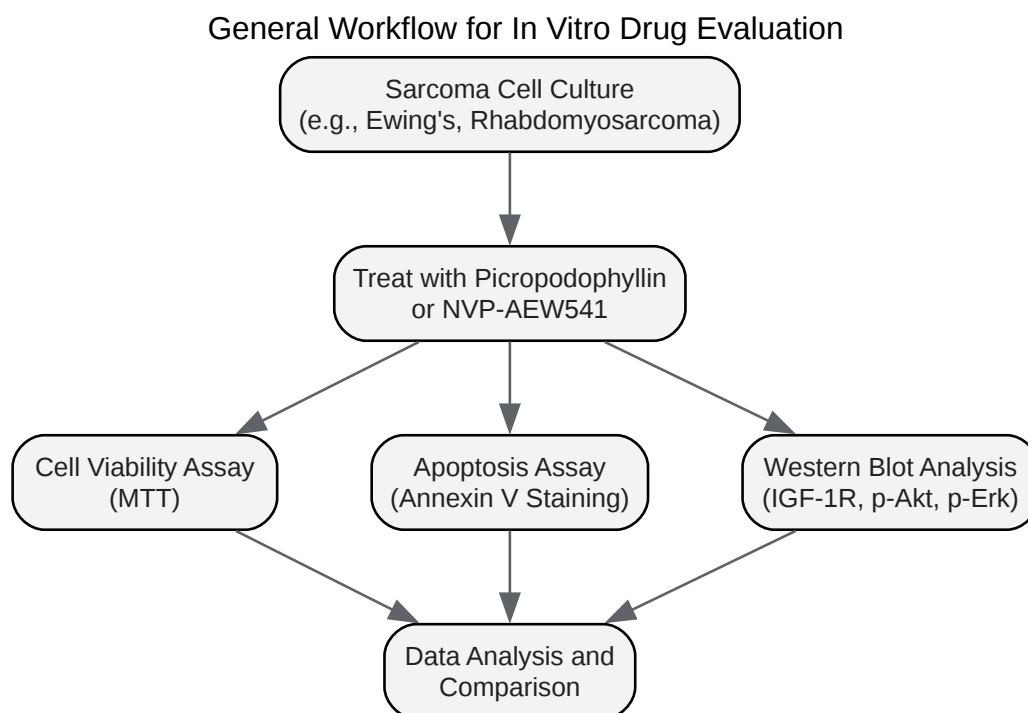 General Workflow for In Vitro Drug Evaluation
Sarcoma Cell Culture
(e.g., Ewing's, Rhabdomyosarcoma)
Treat with Picropodophyllin
or NVP-AEW541
Cell Viability Assay
(MTT)
Apoptosis Assay
(Annexin V Staining)
Western Blot Analysis
(IGF-1R, p-Akt, p-Erk)
Data Analysis and
Comparison